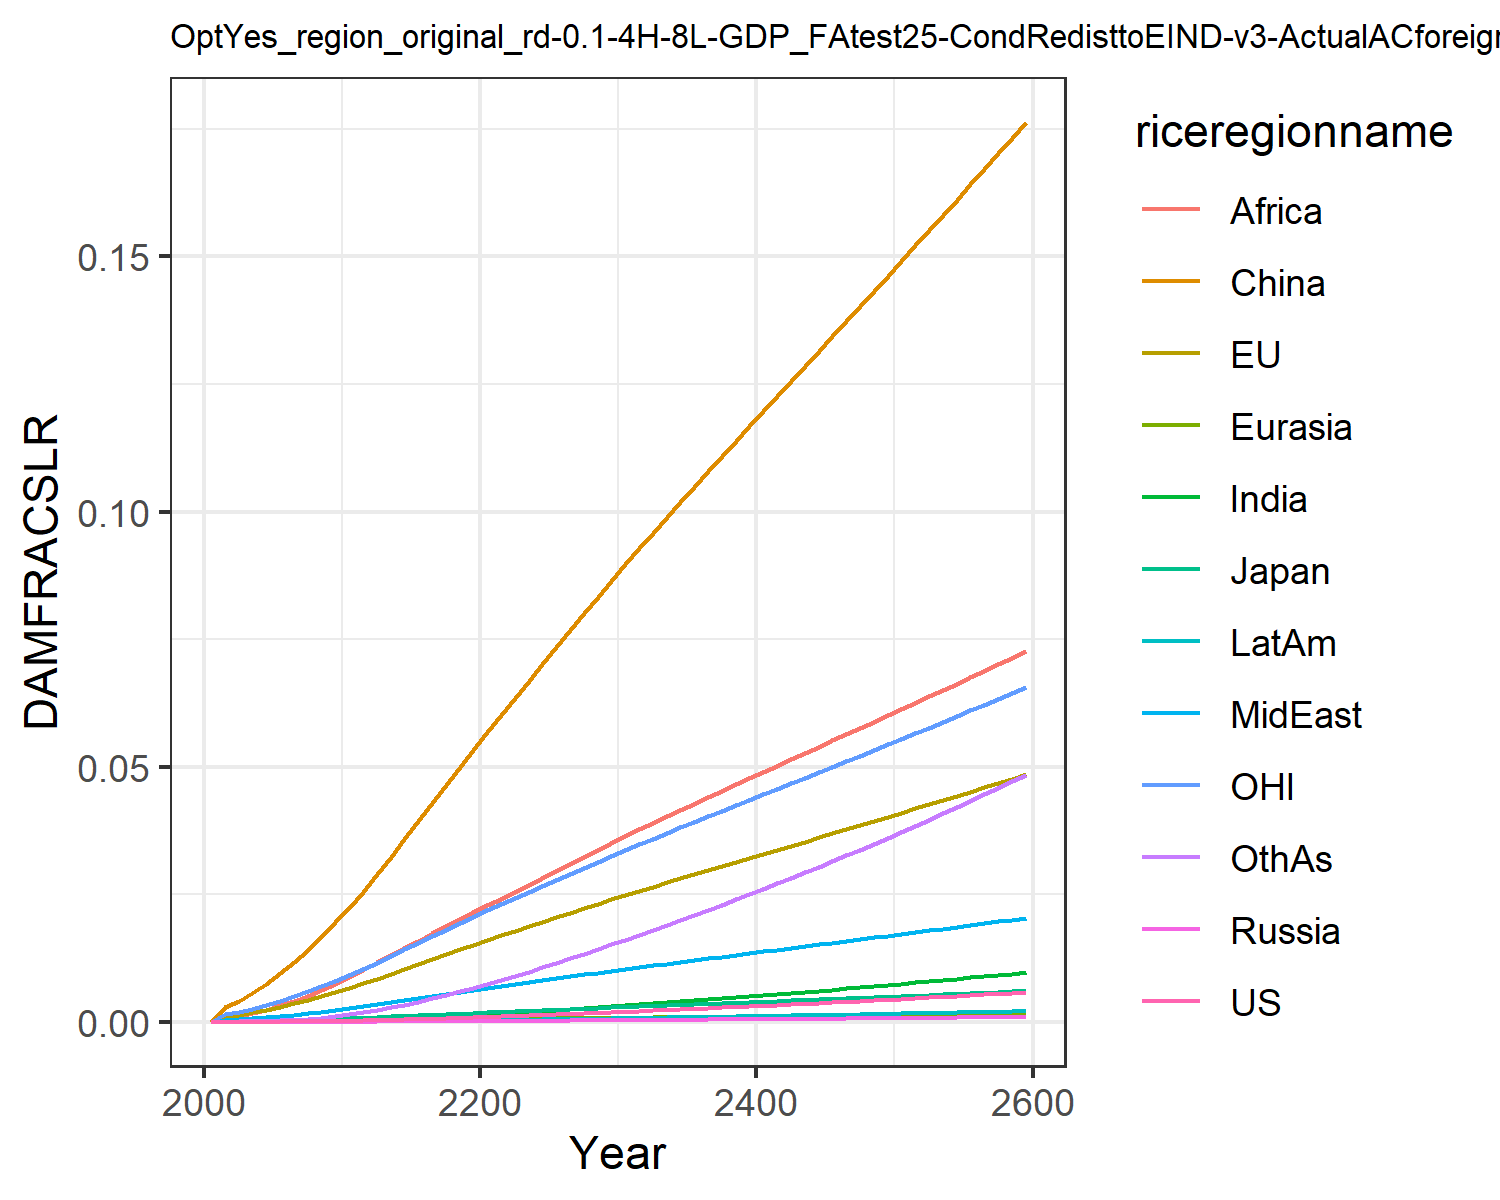 OptYes_region_original_rd-0.1-4H-8L-GDP_FAtest25-CondRedisttoEIND-v3-ActualACforeign
DAMFRACSLR
0.15
0.10
0.05
0.00
2000 2200 2400 2600
Year
riceregionname
Africa
China
EU
Eurasia
India
Japan
LatAm
MidEast
OHI
OthAs
Russia
US